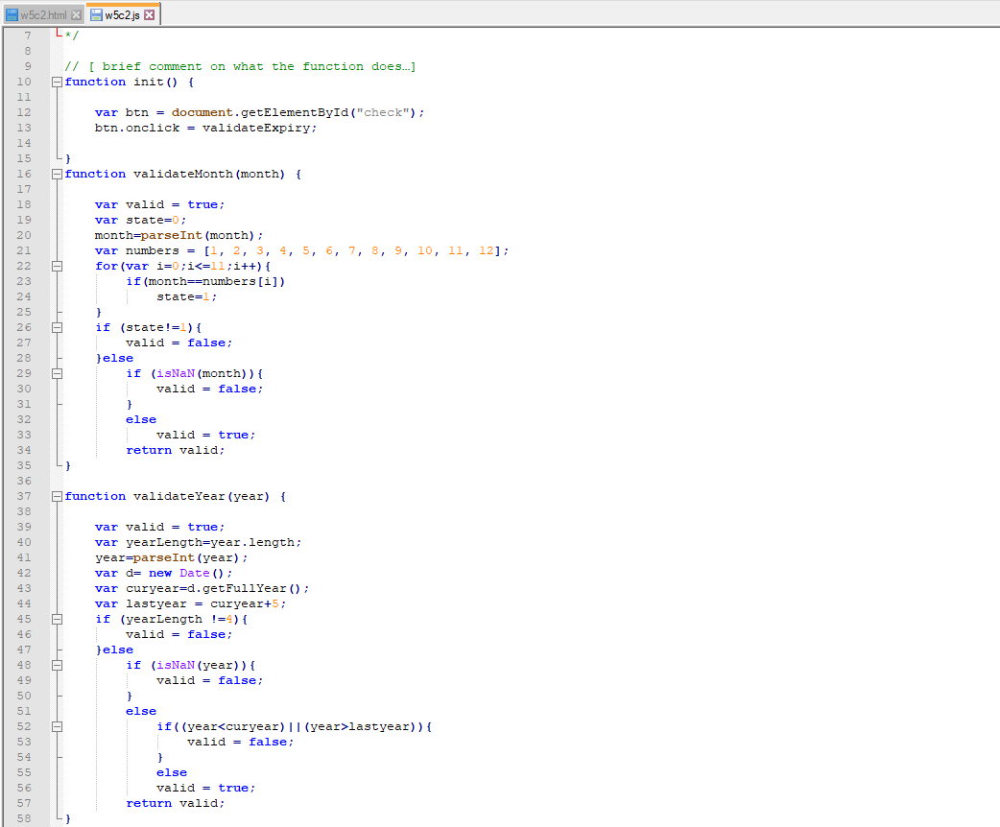 w5c2.html w5c2.js
7 */
8
9 // [ brief comment on what the function does…]
10 function init() {
11
12 var btn = document.getElementById("check");
13 btn.onclick = validateExpiry;
14
15 }
16 function validateMonth(month) {
17
18 var valid = true;
19 var state=0;
20 month=parseInt(month);
21 var numbers = [1, 2, 3, 4, 5, 6, 7, 8, 9, 10, 11, 12];
22 for(var i=0;i<=11;i++){
23 if(month==numbers[i])
24 state=1;
25 }
26 if (state!=1){
27 valid = false;
28 }else
29 if (isNaN(month)){
30 valid = false;
31 }
32 else
33 valid = true;
34 return valid;
35 }
36
37 function validateYear(year) {
38
39 var valid = true;
40 var yearLength=year.length;
41 year=parseInt(year);
42 var d= new Date();
43 var curyear=d.getFullYear();
44 var lastyear = curyear+5;
45 if (yearLength !=4){
46 valid = false;
47 }else
48 if (isNaN(year)){
49 valid = false;
50 }
51 else
52 if((year<curyear)||(year>lastyear)){
53 valid = false;
54 }
55 else
56 valid = true;
57 return valid;
58 }